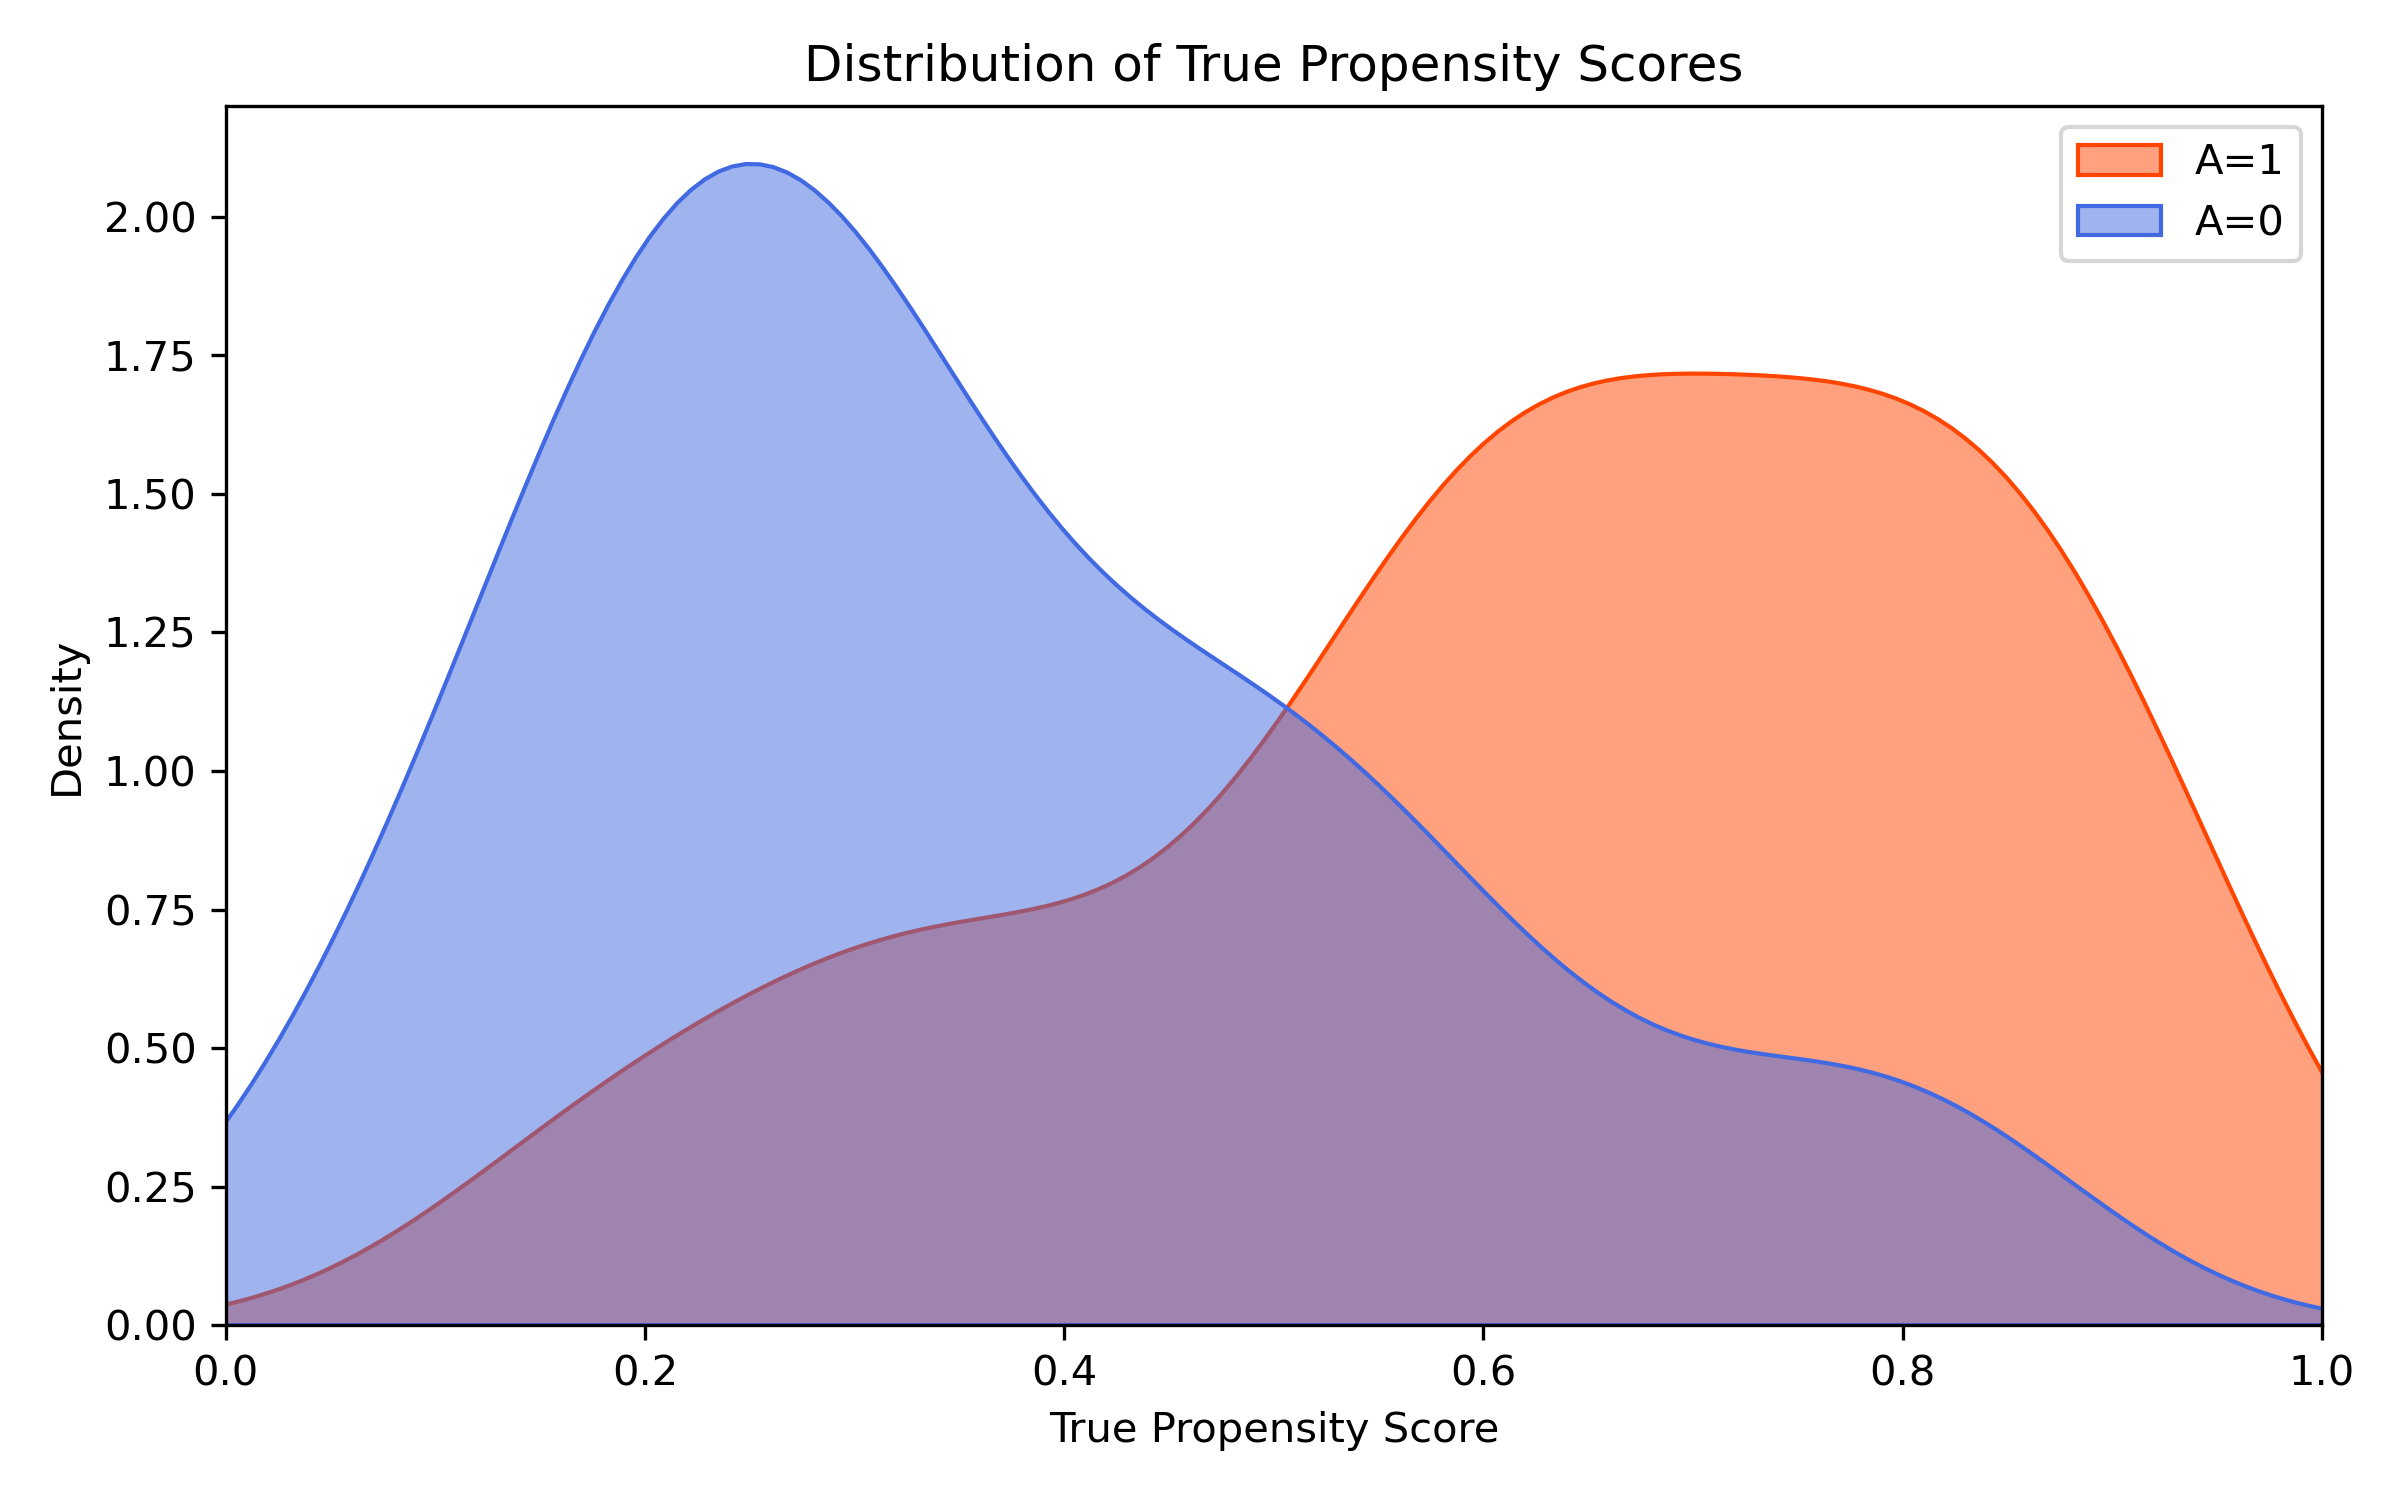 Distribution of True Propensity Scores
A=1
A=0
2.00
1.75
1.50
1.25
1.00
0.75
0.50
0.25
0.00
Density
0.0 0.2 0.4 0.6 0.8 1.0
True Propensity Score